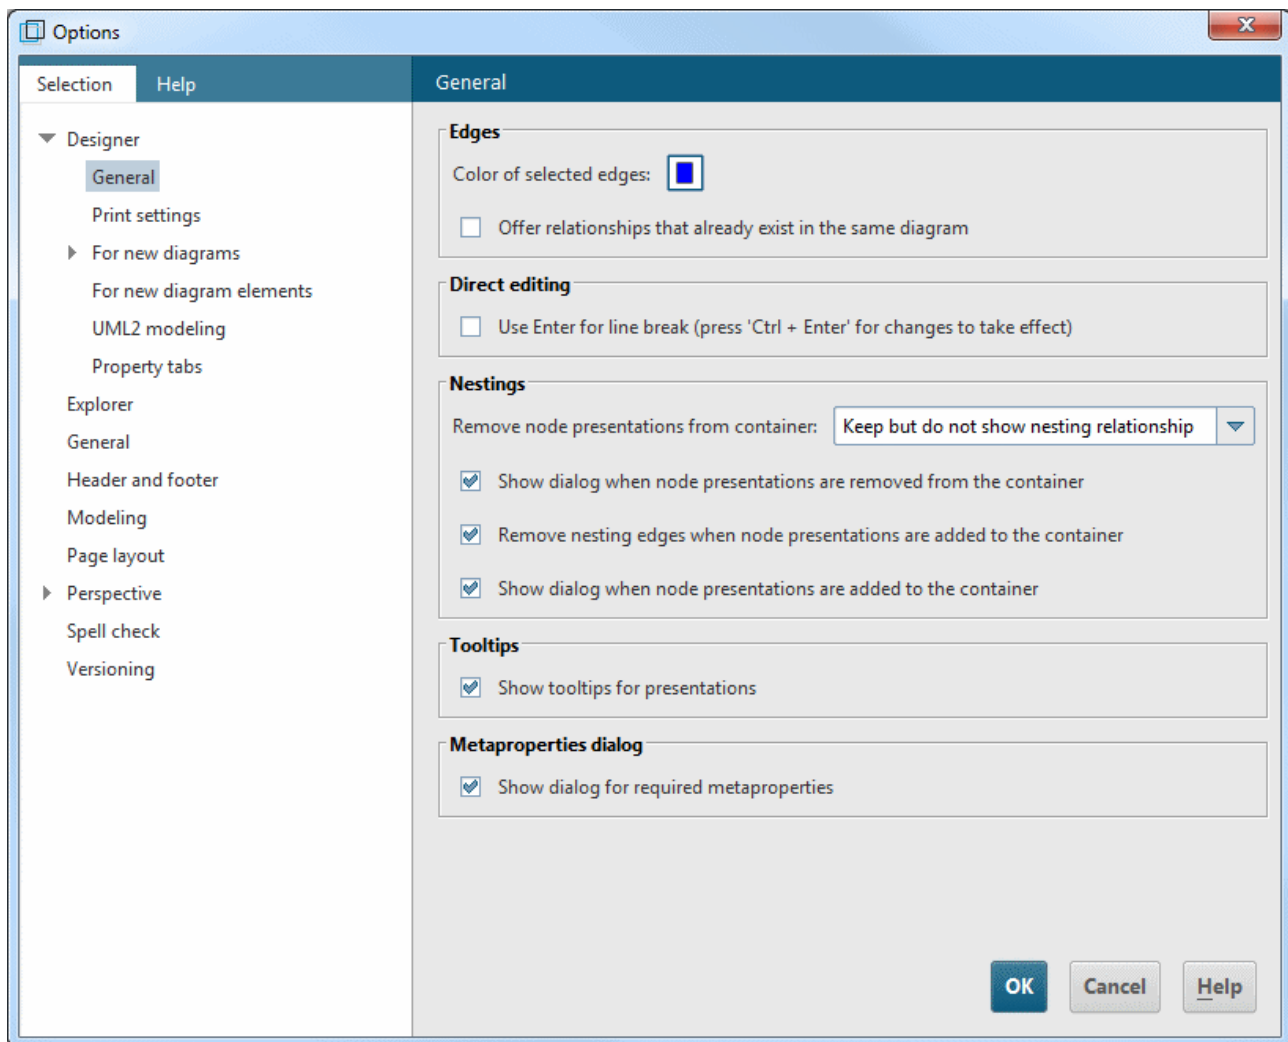 Options
Selection
Help
General
Designer
General
Print settings
For new diagrams
For new diagram elements
UML2 modeling
Property tabs
Explorer
General
Header and footer
Modeling
Page layout
Perspective
Spell check
Versioning
Edges
Color of selected edges:
Offer relationships that already exist in the same diagram
Direct editing
Use Enter for line break (press 'Ctrl + Enter' for changes to take effect)
Nestings
Remove node presentations from container: Keep but do not show nesting relationship
Show dialog when node presentations are removed from the container
Remove nesting edges when node presentations are added to the container
Show dialog when node presentations are added to the container
Tooltips
Show tooltips for presentations
Metaproperties dialog
Show dialog for required metaproperties
OK Cancel Help